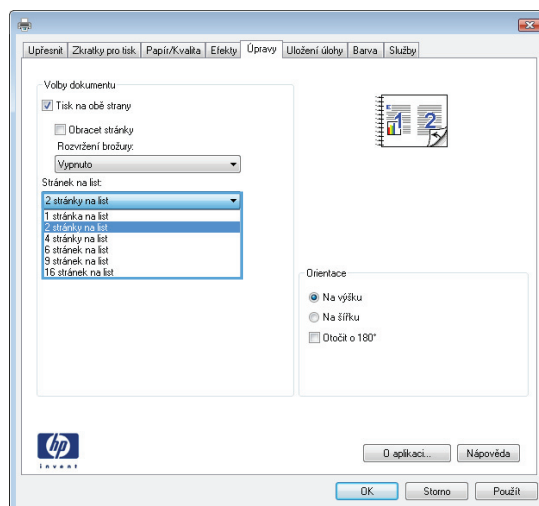 Upřesnit Zkratky pro tisk Papír/Kvalita Efekty Úpravy Uložení úlohy Barva Služby
Volby dokumentu
Tisk na obě strany
Obracet stránky
Rozvržení brožury:
Vypnuto
Stránek na list:
2 stránky na list
1 stránka na list
2 stránky na list
4 stránky na list
6 stránek na list
9 stránek na list
16 stránek na list
1 2
Orientace
Na výšku
Na šířku
Otočit o 180°
hp
invent
O aplikaci... Nápověda
OK Storno Použít